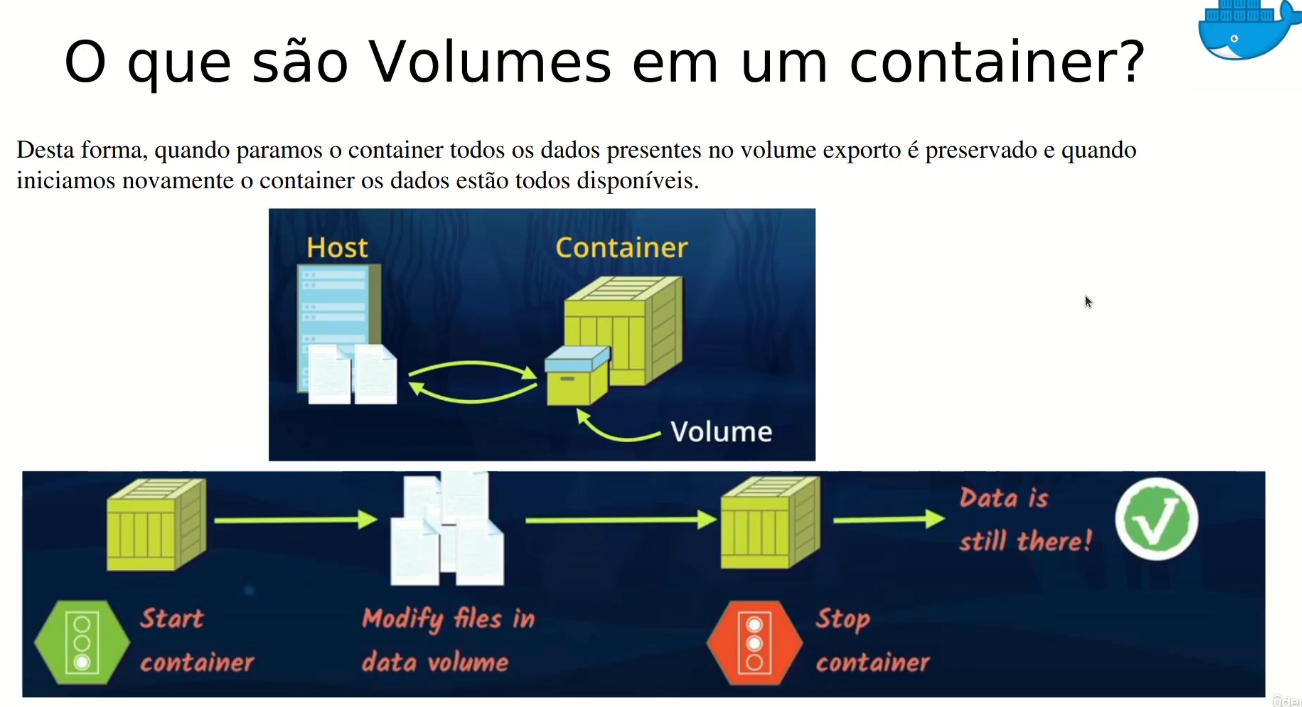 O que são Volumes em um container?
Desta forma, quando paramos o container todos os dados presentes no volume exporto é preservado e quando
iniciamos novamente o container os dados estão todos disponíveis.
Host
Container
Volume
Data is
still there!
Start
container
Modify files in
data volume
Stop
container